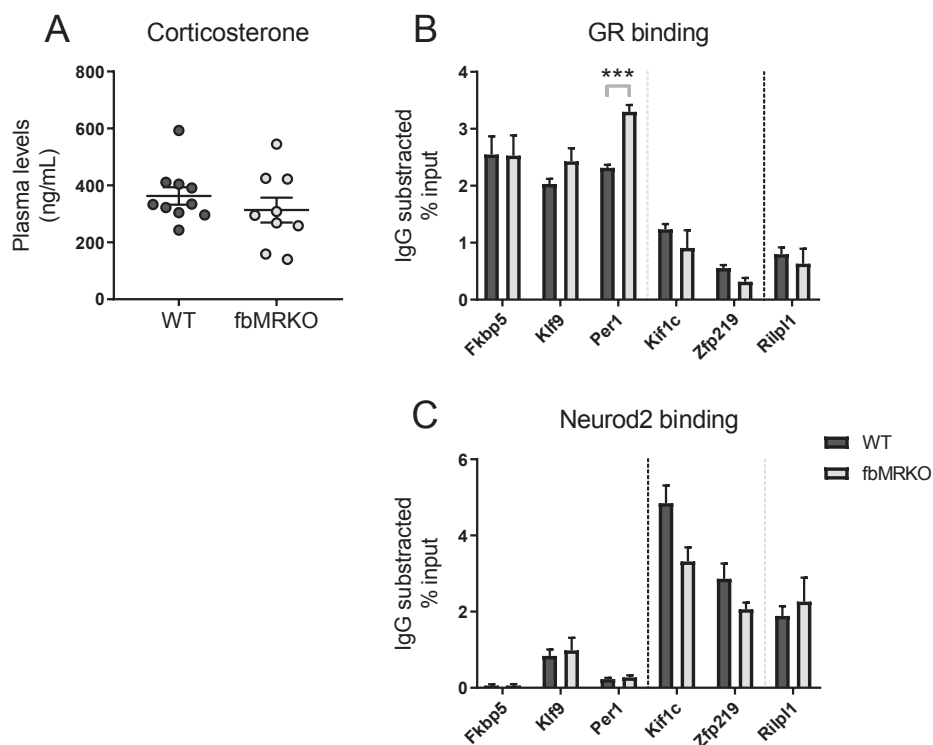 A
Corticosterone
Plasma levels
(ng/mL)
800
600
400
200
0
WT
fbMRKO
B
GR binding
IgG substracted
% input
4
3
2
1
0
***
Fkbp5
Klf9
Per1
Kif1c
Zfp219
Rilpl1
C
Neurod2 binding
IgG substracted
% input
6
4
2
0
Fkbp5
Klf9
Per1
Kif1c
Zfp219
Rilpl1
WT
fbMRKO